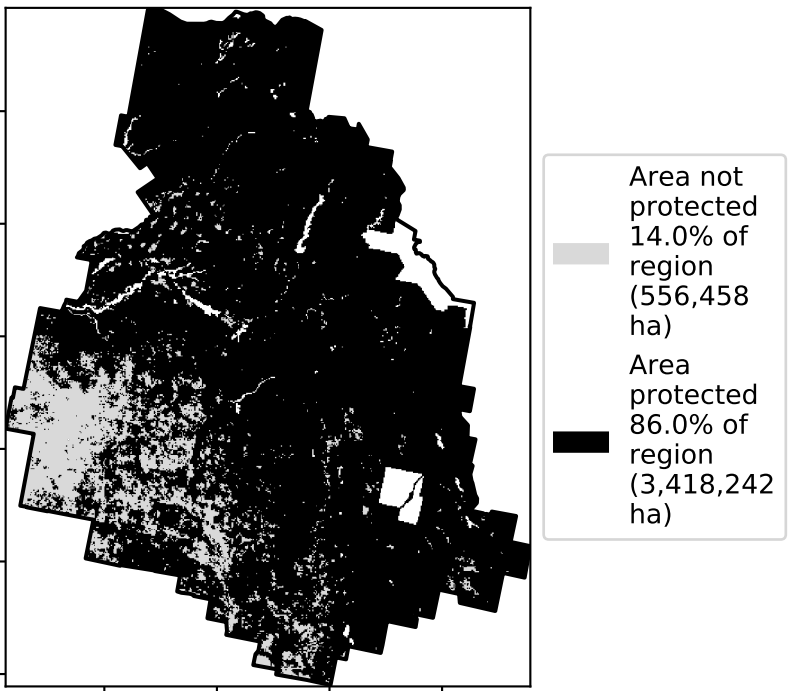 Area not
protected
14.0% of
region
(556,458
ha)
Area
protected
86.0% of
region
(3,418,242
ha)